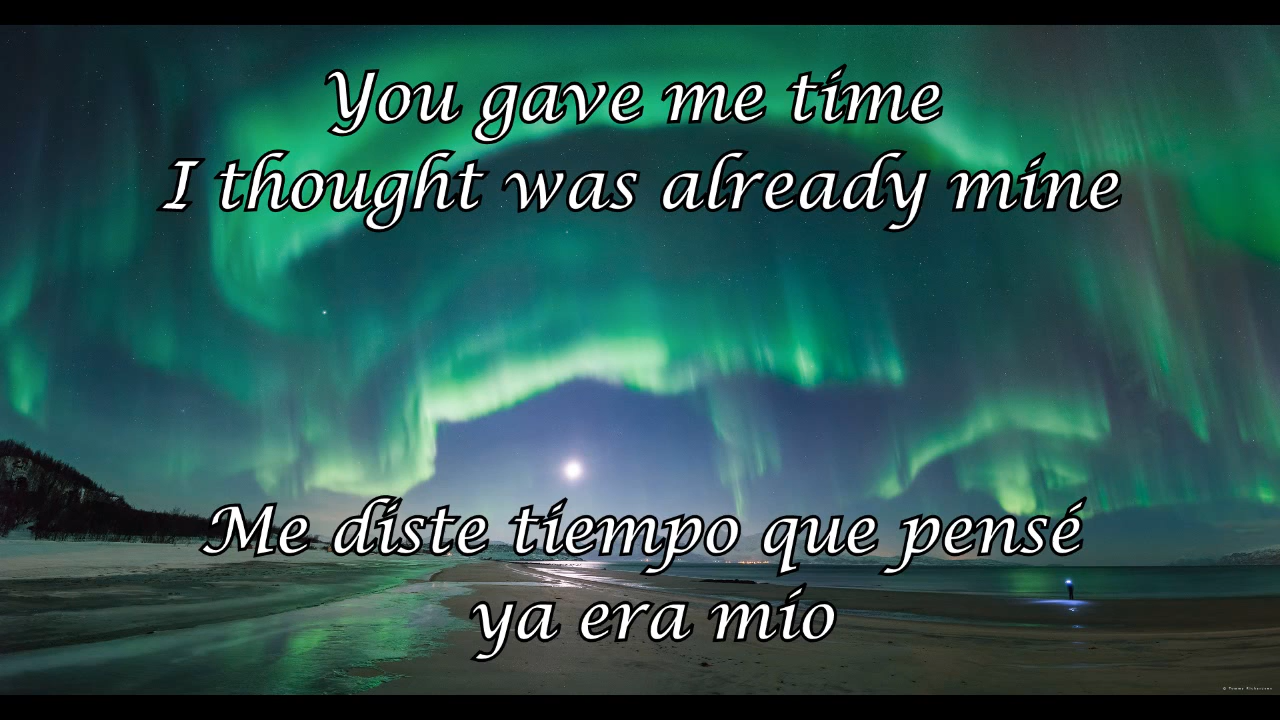 You gave me time
I thought was already mine
Me diste tiempo que pensé
ya era mío